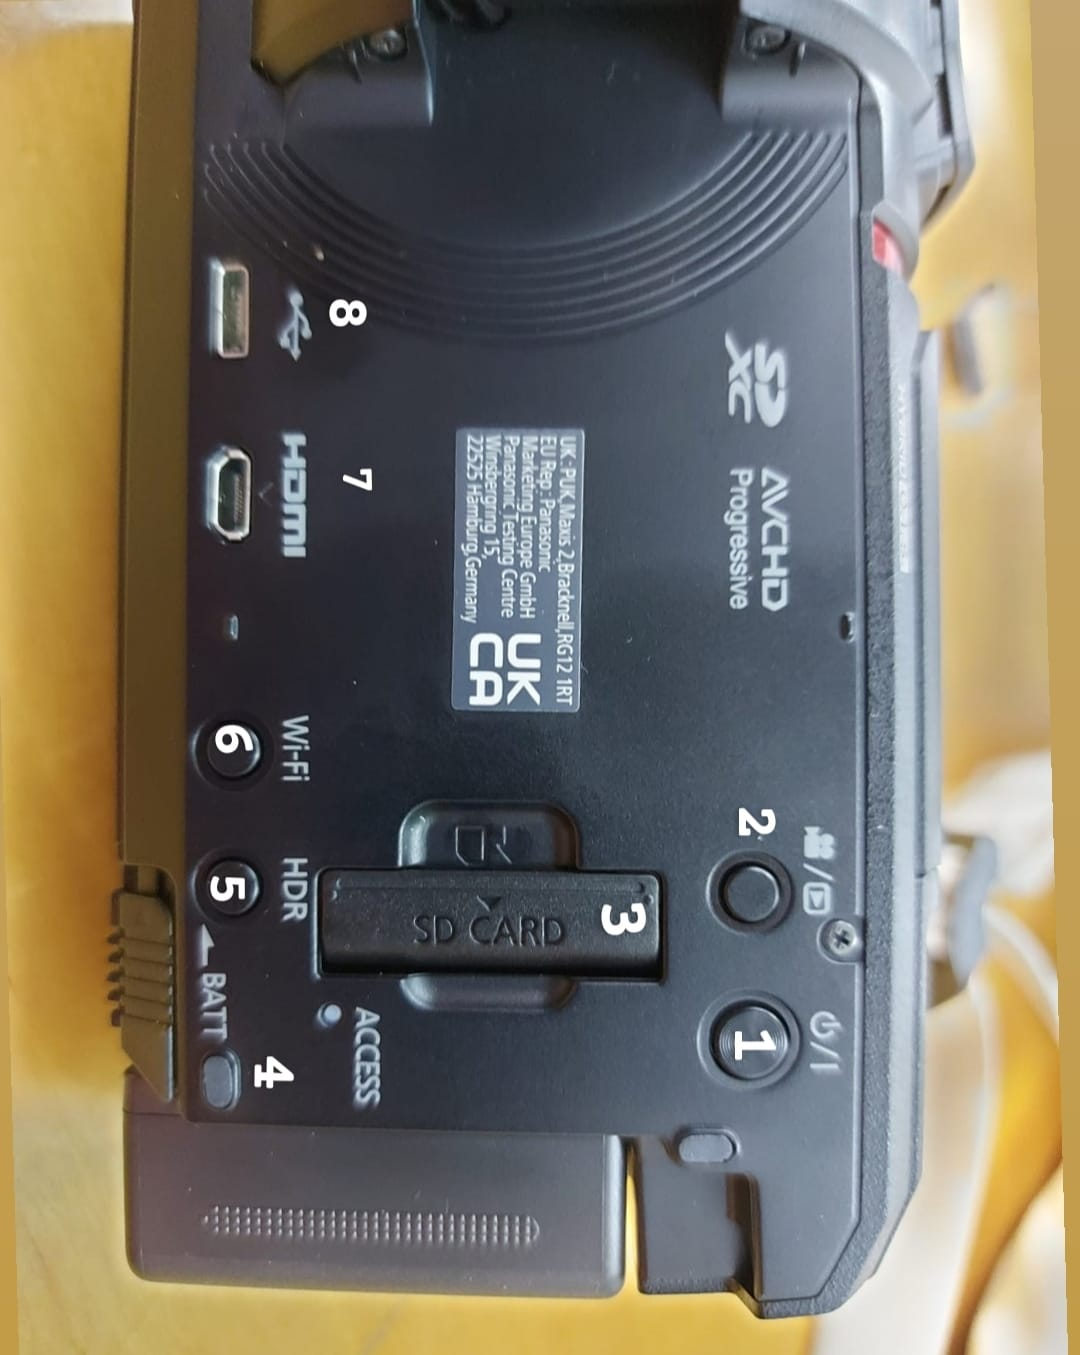 SD
XC
AVCHD
Progressive
UK : PUK,Maxis 2,Bracknell,RG12 1RT
EU Rep : Panasonic
Marketing Europe GmbH
Panasonic Testing Centre
Winsbergring 15,
22525 Hamburg,Germany
UK
CA
2
1
/I
3
SD CARD
ACCESS
8
7
HDMI
Wi-Fi
6
HDR
5
BATT
4